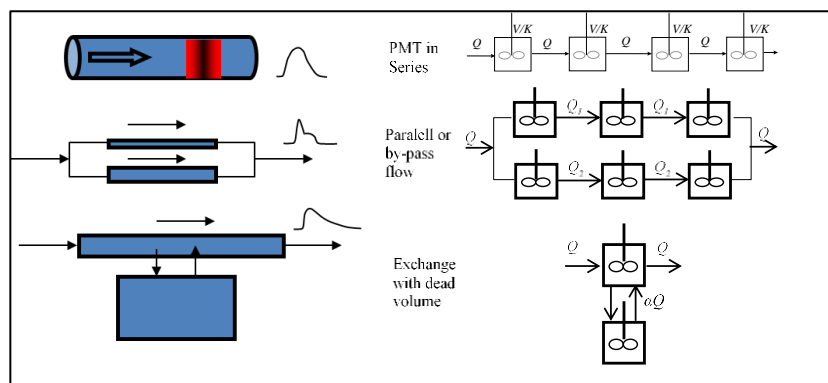 V/K V/K V/K V/K
PMT in Series
Q Q Q Q
Paralell or by-pass flow
Q Q₁ Q₁ Q
Q₂ Q₂
Exchange with dead volume
Q Q
αQ